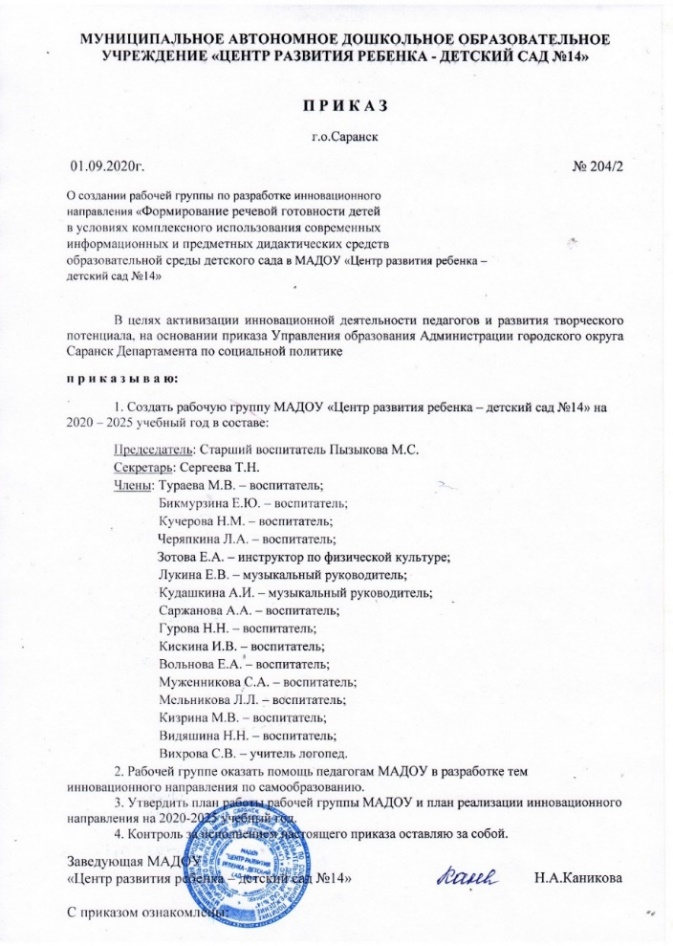 МУНИЦИПАЛЬНОЕ АВТОНОМНОЕ ДОШКОЛЬНОЕ ОБРАЗОВАТЕЛЬНОЕ
УЧРЕЖДЕНИЕ «ЦЕНТР РАЗВИТИЯ РЕБЕНКА - ДЕТСКИЙ САД №14»
П Р И К А З
г.о.Саранск
01.09.2020г. № 204/2
О создании рабочей группы по разработке инновационного
направления «Формирование речевой готовности детей
в условиях комплексного использования современных
информационных и предметных дидактических средств
образовательной среды детского сада в МАДОУ «Центр развития ребенка –
детский сад №14»
В целях активизации инновационной деятельности педагогов и развития творческого
потенциала, на основании приказа Управления образования Администрации городского округа
Саранск Департамента по социальной политике
п р и к а з ы в а ю:
1. Создать рабочую группу МАДОУ «Центр развития ребенка – детский сад №14» на
2020 – 2025 учебный год в составе:
Председатель: Старший воспитатель Пызыкова М.С.
Секретарь: Сергеева Т.Н.
Члены: Тураева М.В. – воспитатель;
Бикмурзина Е.Ю. – воспитатель;
Кучерова Н.М. – воспитатель;
Черяпкина Л.А. – воспитатель;
Зотова Е.А. – инструктор по физической культуре;
Лукина Е.В. – музыкальный руководитель;
Кудашкина А.И. – музыкальный руководитель;
Саржанова А.А. – воспитатель;
Гурова Н.Н. – воспитатель;
Кискина И.В. – воспитатель;
Вольнова Е.А. – воспитатель;
Муженникова С.А. – воспитатель;
Мельникова Л.Л. – воспитатель;
Кизрина М.В. – воспитатель;
Видяшина Н.Н. – воспитатель;
Вихрова С.В. – учитель логопед.
2. Рабочей группе оказать помощь педагогам МАДОУ в разработке тем
инновационного направления по самообразованию.
3. Утвердить план работы рабочей группы МАДОУ и план реализации инновационного
направления на 2020-2025 учебный год.
4. Контроль за исполнением настоящего приказа оставляю за собой.
Заведующая МАДОУ
«Центр развития ребенка – детский сад №14» Н.А.Каникова
С приказом ознакомлены:
МАДОУ
"ЦЕНТР РАЗВИТИЯ
РЕБЕНКА - ДЕТСКИЙ
САД